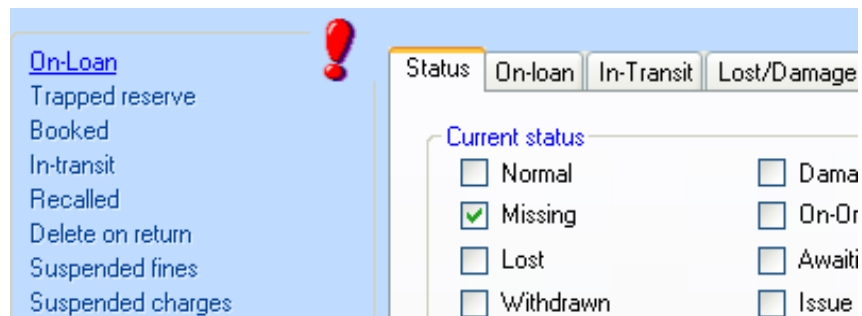 On-Loan
Trapped reserve
Booked
In-transit
Recalled
Delete on return
Suspended fines
Suspended charges
Status On-loan In-Transit Lost/Damage
Current status
Normal
Missing
Lost
Withdrawn
Issue